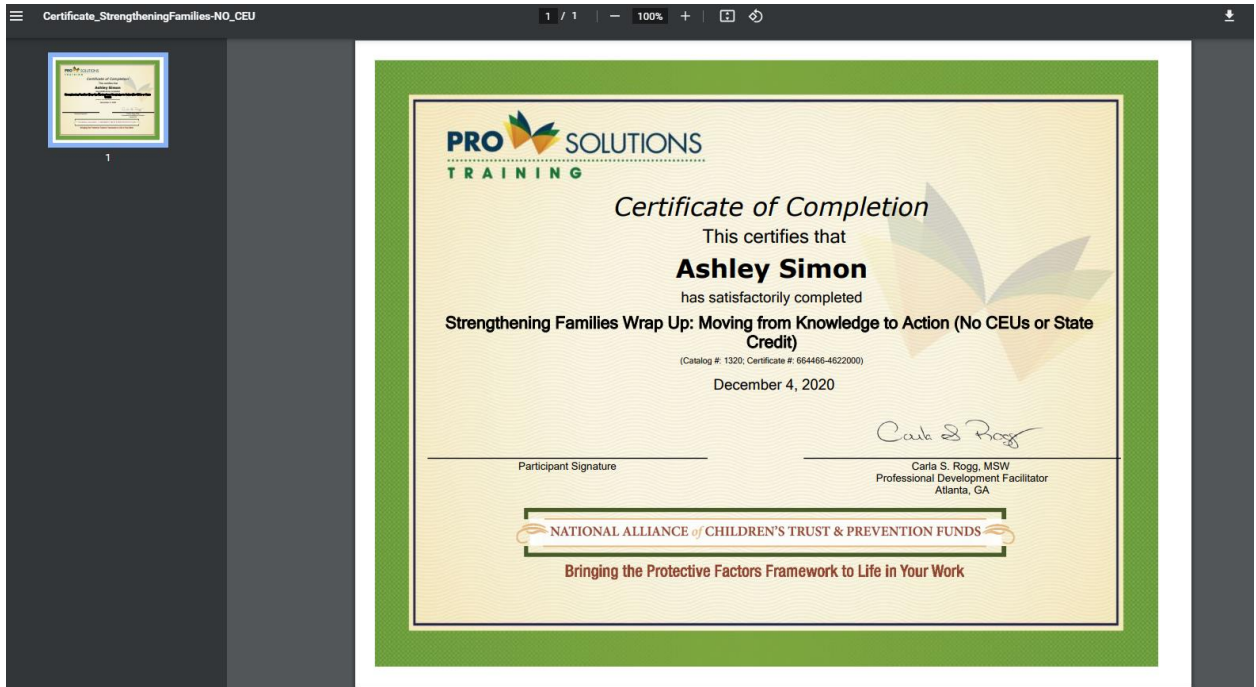 Certificate_StrengtheningFamilies-NO_CEU
1 / 1
100%
1
PRO SOLUTIONS
TRAINING
Certificate of Completion
This certifies that
Ashley Simon
has satisfactorily completed
Strengthening Families Wrap Up: Moving from Knowledge to Action (No CEUs or State
Credit)
(Catalog #: 1320; Certificate #: 664466-4622000)
December 4, 2020
Carla S Rogg
Participant Signature
Carla S. Rogg, MSW
Professional Development Facilitator
Atlanta, GA
NATIONAL ALLIANCE of CHILDREN'S TRUST & PREVENTION FUNDS
Bringing the Protective Factors Framework to Life in Your Work